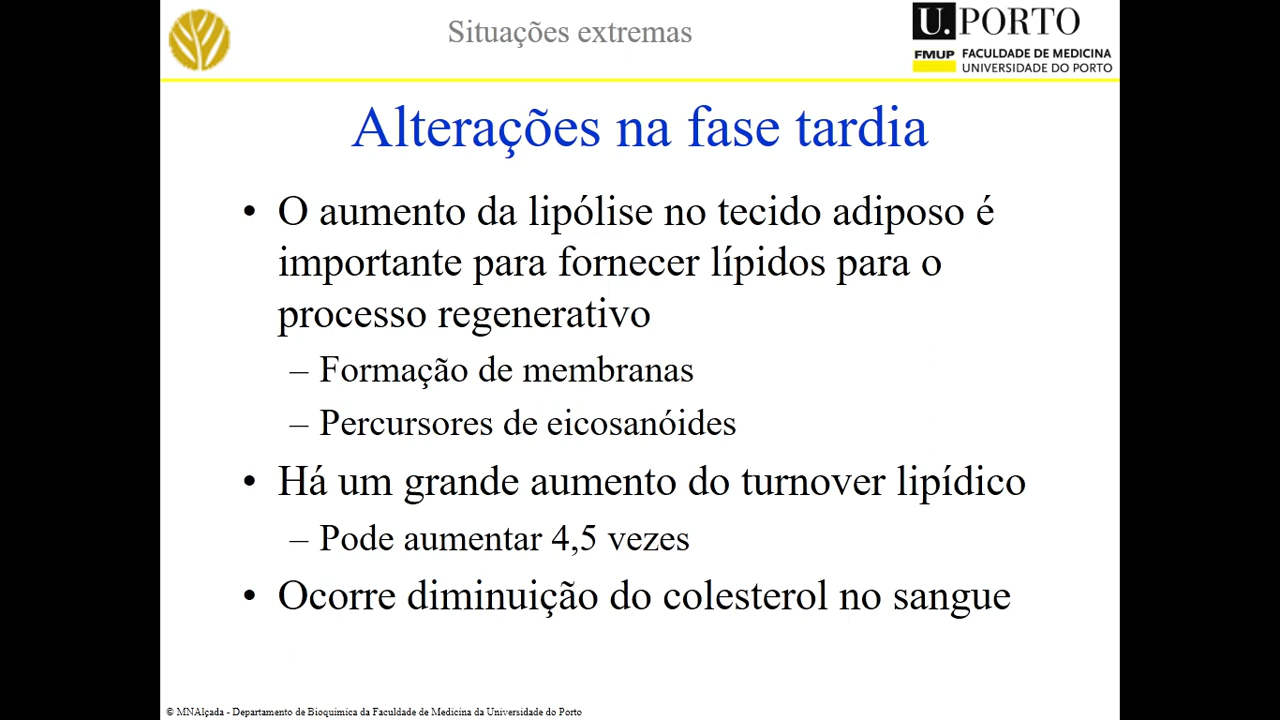 Situações extremas
U.PORTO
FMUP FACULDADE DE MEDICINA
UNIVERSIDADE DO PORTO
Alterações na fase tardia
• O aumento da lipólise no tecido adiposo é
importante para fornecer lípidos para o
processo regenerativo
– Formação de membranas
– Percursores de eicosanóides
• Há um grande aumento do turnover lipídico
– Pode aumentar 4,5 vezes
• Ocorre diminuição do colesterol no sangue
© MNAlçada - Departamento de Bioquímica da Faculdade de Medicina da Universidade do Porto